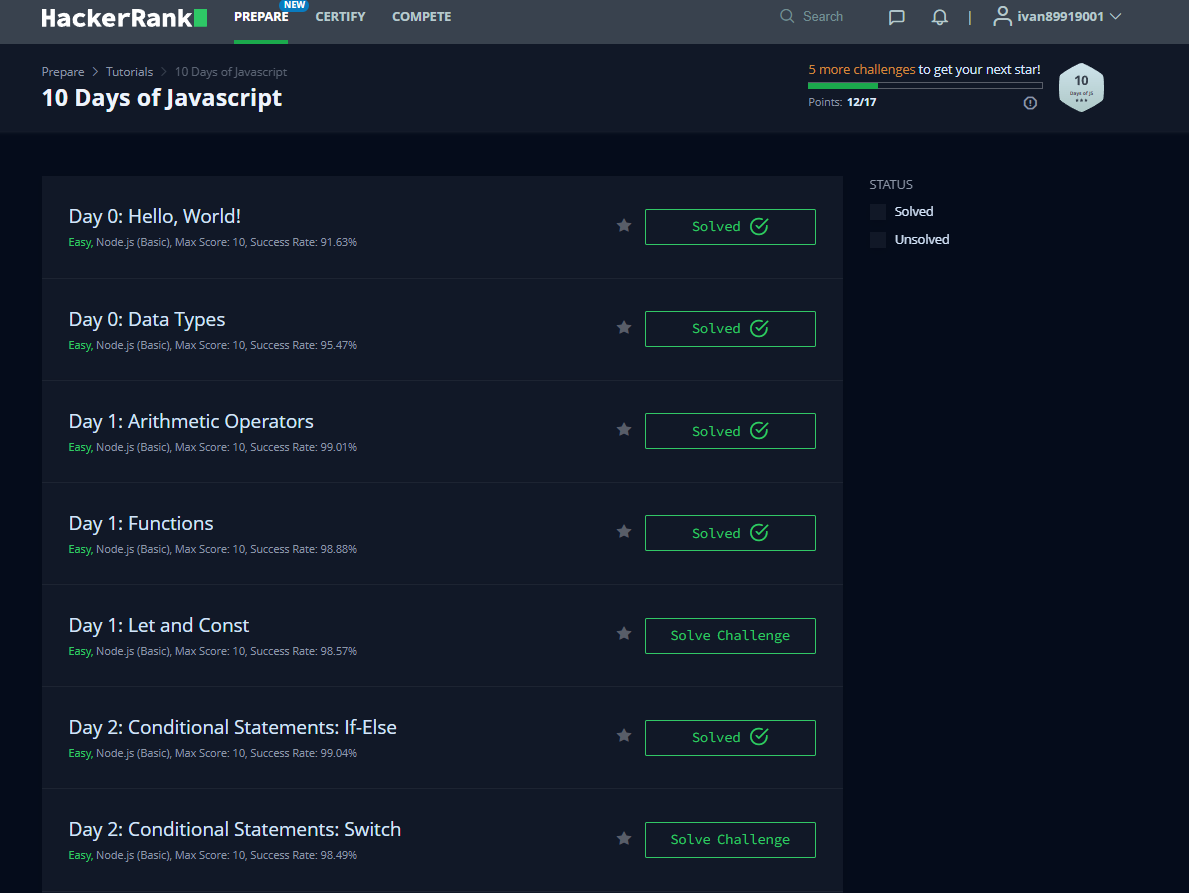 HackerRank
PREPARE
NEW
CERTIFY
COMPETE
Search
ivan89919001
Prepare > Tutorials > 10 Days of Javascript
10 Days of Javascript
5 more challenges to get your next star!
Points: 12/17
10
Days of JS
STATUS
Solved
Unsolved
Day 0: Hello, World!
Easy, Node.js (Basic), Max Score: 10, Success Rate: 91.63%
Solved
Day 0: Data Types
Easy, Node.js (Basic), Max Score: 10, Success Rate: 95.47%
Solved
Day 1: Arithmetic Operators
Easy, Node.js (Basic), Max Score: 10, Success Rate: 99.01%
Solved
Day 1: Functions
Easy, Node.js (Basic), Max Score: 10, Success Rate: 98.88%
Solved
Day 1: Let and Const
Easy, Node.js (Basic), Max Score: 10, Success Rate: 98.57%
Solve Challenge
Day 2: Conditional Statements: If-Else
Easy, Node.js (Basic), Max Score: 10, Success Rate: 99.04%
Solved
Day 2: Conditional Statements: Switch
Easy, Node.js (Basic), Max Score: 10, Success Rate: 98.49%
Solve Challenge